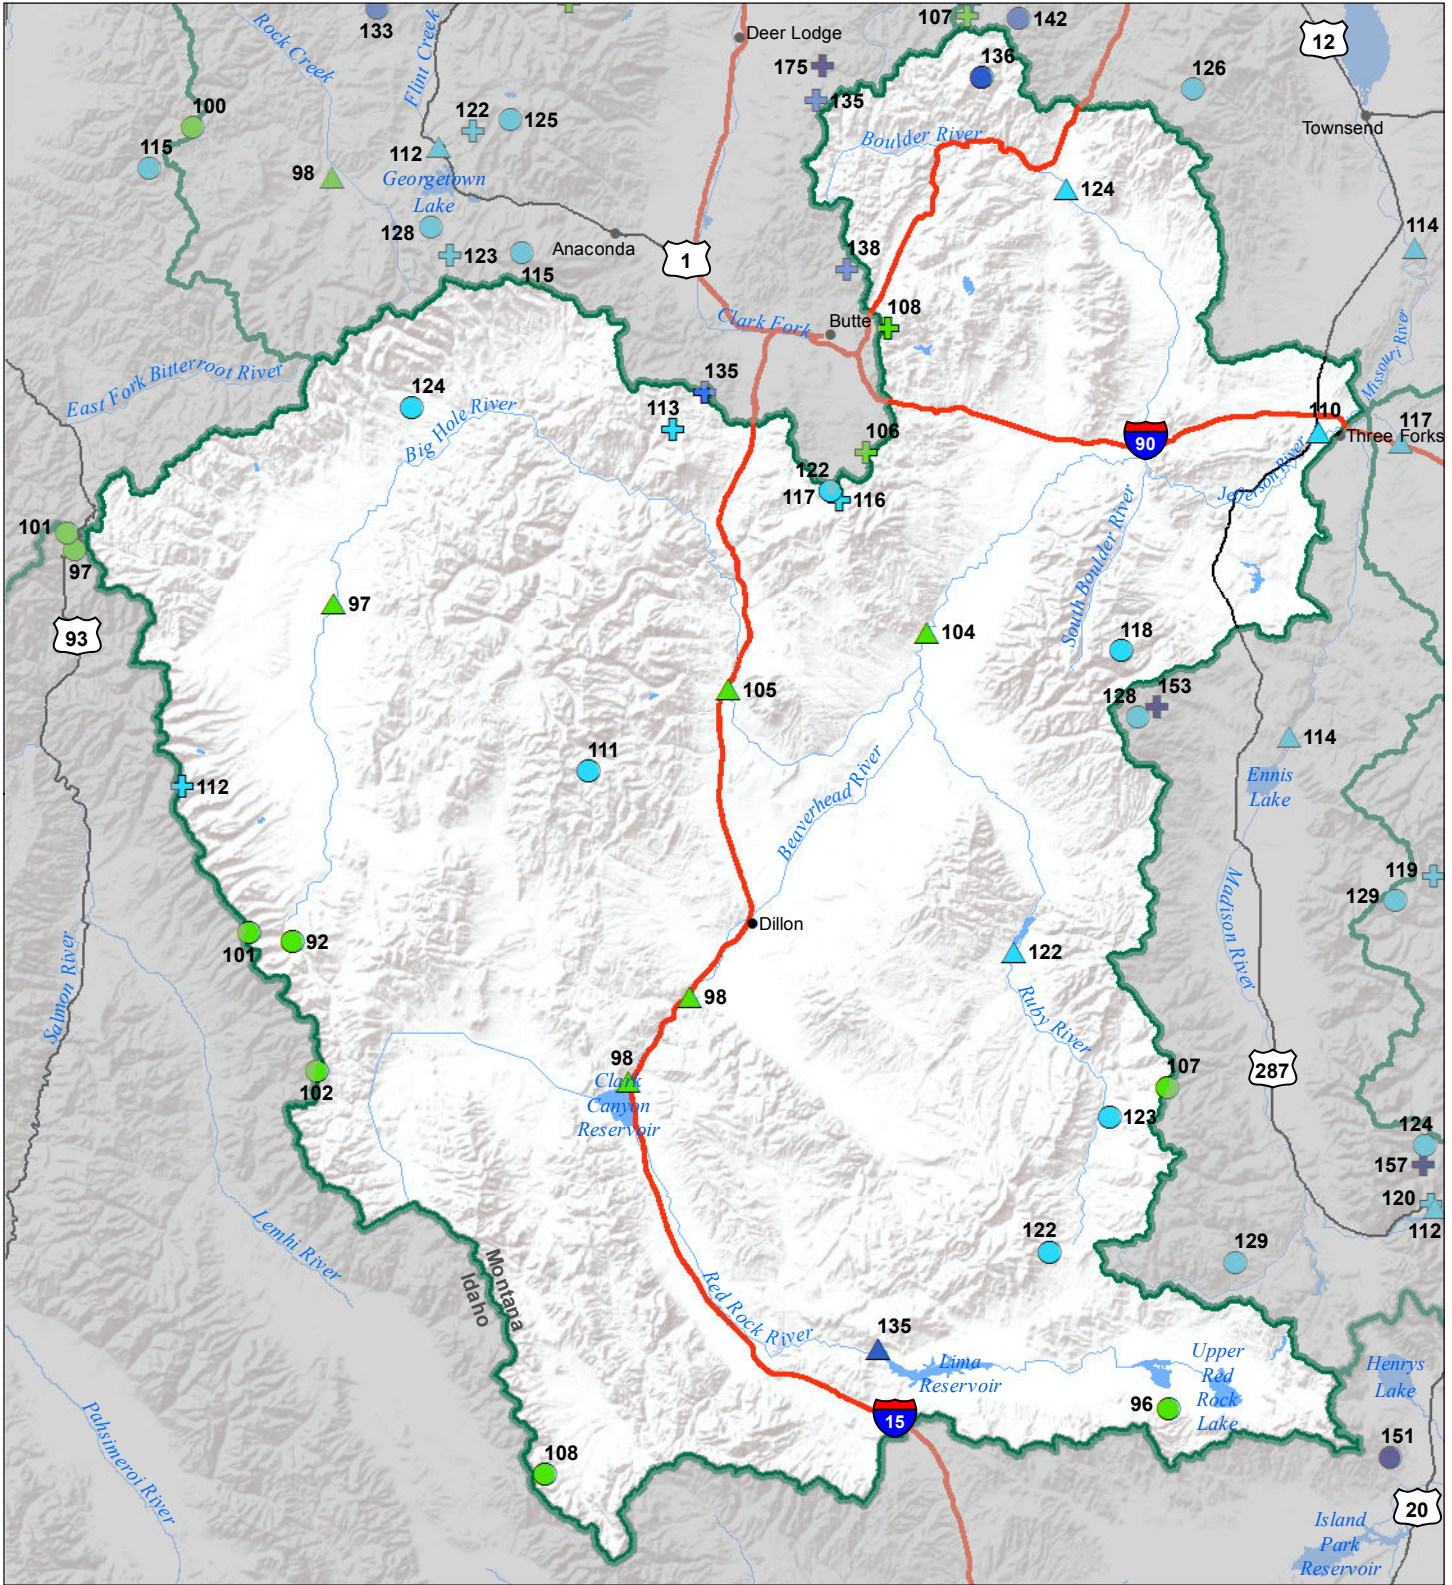 133
Rock Creek
Flint Creek
Deer Lodge
107
142
12
175
136
126
135
100
122
125
Boulder River
Townsend
115
112
98
Georgetown
Lake
124
128
123
115
Anaconda
1
138
114
Clark Fork
Butte
108
Missouri River
East Fork Bitterroot River
124
Big Hole River
135
113
106
90
110
Three Forks
117
122
117
116
Jefferson River
101
97
93
97
South Boulder River
104
118
105
128
153
114
Ennis
Lake
111
112
Beaverhead River
119
129
Madison River
Dillon
101
92
122
Salmon River
98
Ruby River
98
Clark
Canyon
Reservoir
102
107
287
123
124
157
120
112
Lemhi River
Montana
Idaho
122
129
Red Rock River
135
Lima
Reservoir
Upper
Red
Rock
Lake
Henrys
Lake
96
15
151
Pahsimeroi River
108
20
Island
Park
Reservoir